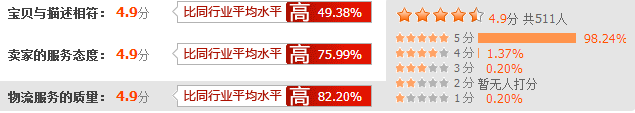 宝贝与描述相符： 4.9分 比同行业平均水平 高 49.38%
卖家的服务态度： 4.9分 比同行业平均水平 高 75.99%
物流服务的质量： 4.9分 比同行业平均水平 高 82.20%
4.9分 共511人
5 分 98.24%
4 分 1.37%
3 分 0.20%
2 分 暂无人打分
1 分 0.20%